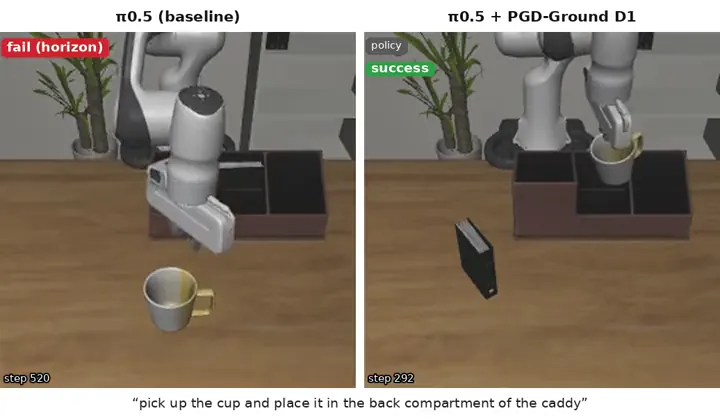 π0.5 (baseline)
π0.5 + PGD-Ground D1
fail (horizon)
policy
success
step 520
step 292
“pick up the cup and place it in the back compartment of the caddy”